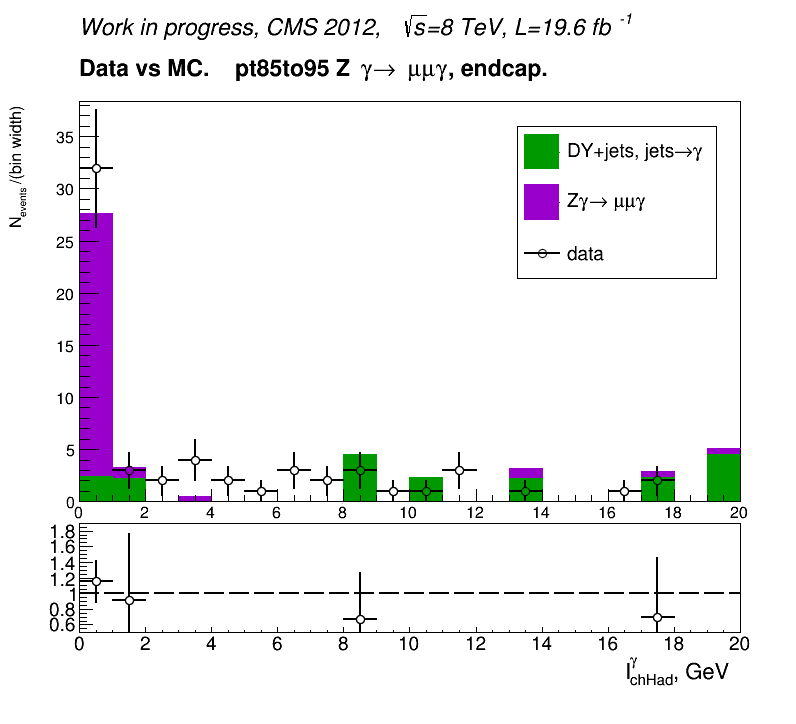 Work in progress, CMS 2012, √s=8 TeV, L=19.6 fb -1
Data vs MC. pt85to95 Z γ→ μμγ, endcap.
N events /(bin width)
35
30
25
20
15
10
5
0
DY+jets, jets→γ
Zγ→ μμγ
data
0 2 4 6 8 10 12 14 16 18 20
1.8
1.6
1.4
1.2
1
0.8
0.6
0 2 4 6 8 10 12 14 16 18 20
I γ chHad, GeV